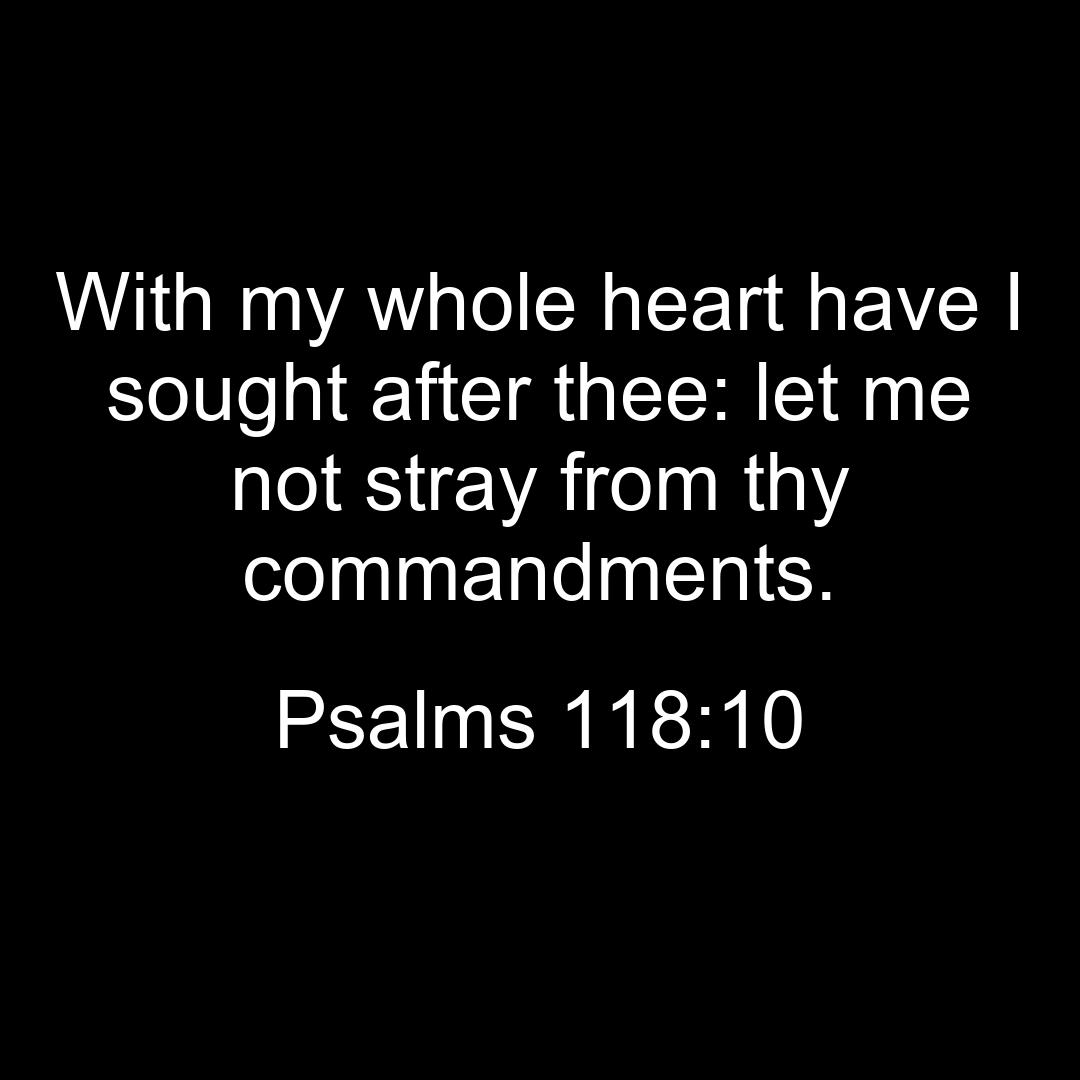 With my whole heart have I
sought after thee: let me
not stray from thy
commandments.
Psalms 118:10